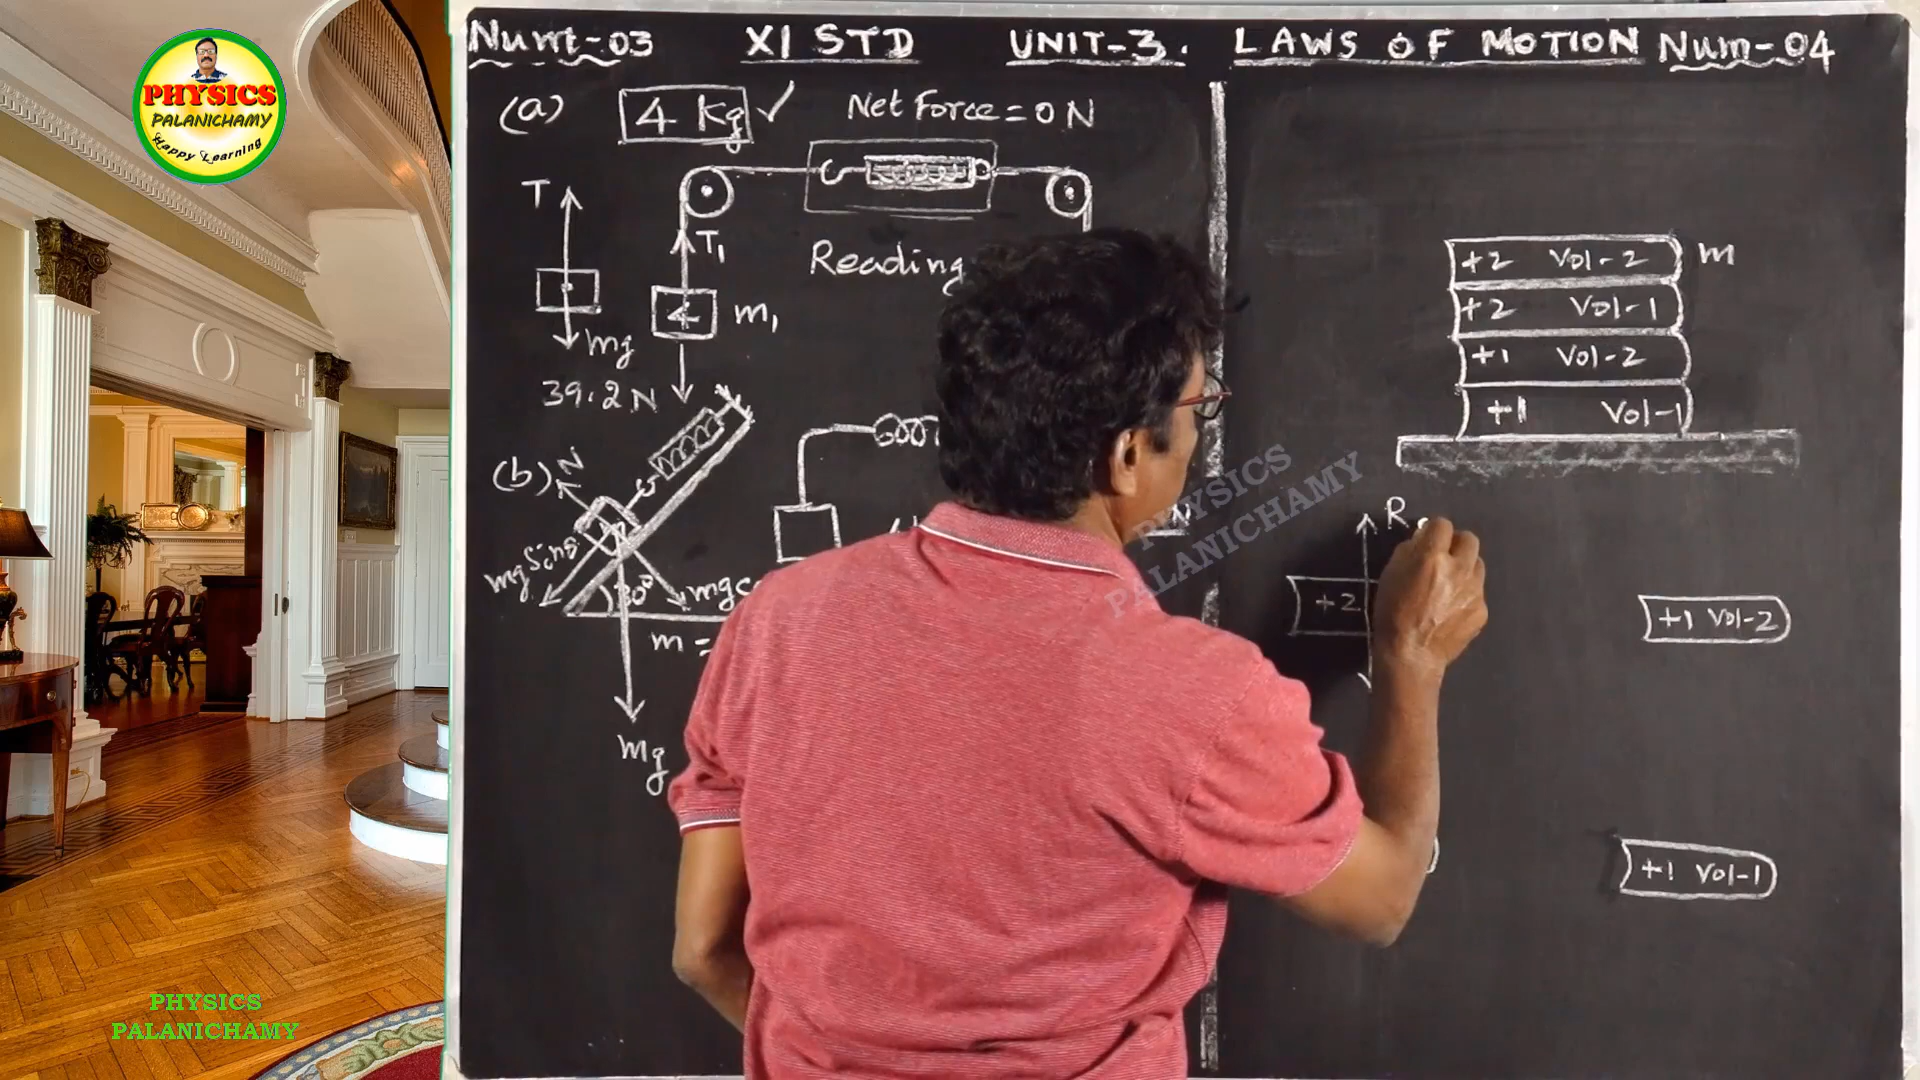 PHYSICS
PALANICHAMY
Happy Learning
Num-03 XI STD UNIT-3. LAWS OF MOTION Num-04
(a) 4 Kg ✓ Net Force = 0 N
T
T₁
Reading
4 m₁
mg
39.2 N
(b) N
mg Sinθ
30°
mg
m =
mg
+2 Vol-2 m
+2 Vol-1
+1 Vol-2
+1 Vol-1
R
+2
+1 Vol-2
+1 Vol-1
PHYSICS
PALANICHAMY
PHYSICS
PALANICHAMY